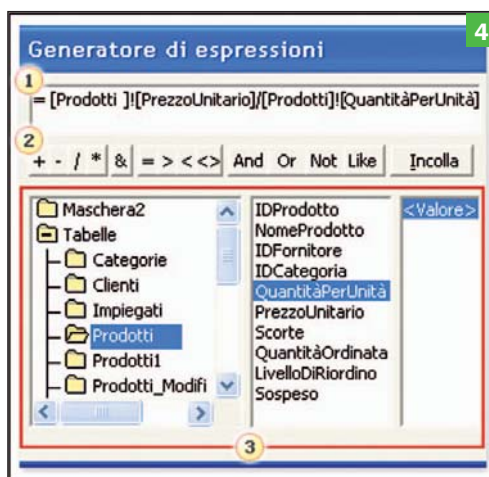 4
Generatore di espressioni
1
= [Prodotti ]![PrezzoUnitario]/[Prodotti]![QuantitàPerUnità]
2
+ - / * & = > < <> And Or Not Like Incolla
Maschera2
Tabelle
Categorie
Clienti
Impiegati
Prodotti
Prodotti1
Prodotti_Modifi
IDProdotto
NomeProdotto
IDFornitore
IDCategoria
QuantitàPerUnità
PrezzoUnitario
Scorte
QuantitàOrdinata
LivelloDiRiordino
Sospeso
<Valore>
3